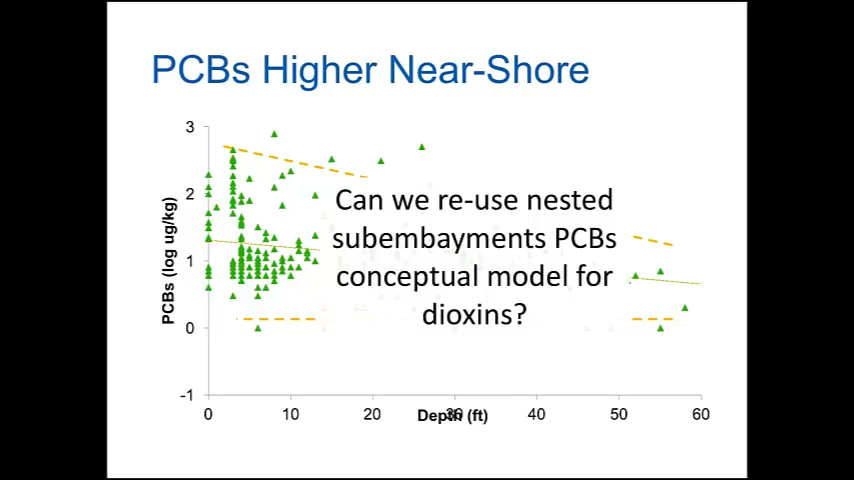 PCBs Higher Near-Shore
3
2
1
0
-1
PCBs (log ug/kg)
Can we re-use nested
subembayments PCBs
conceptual model for
dioxins?
0 10 20 30 40 50 60
Depth (ft)